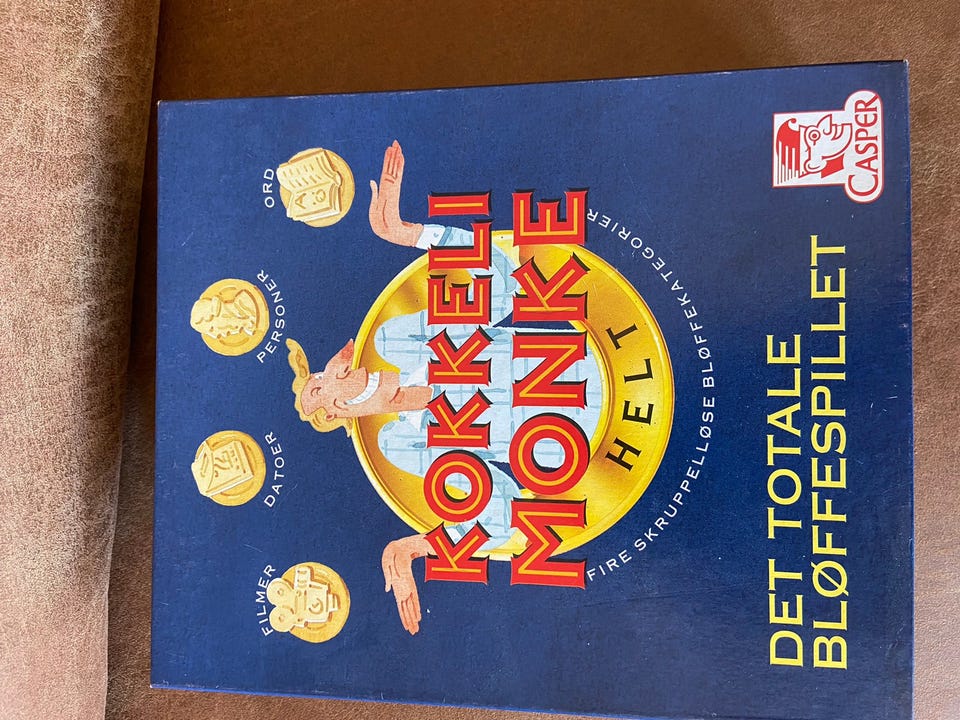 FILMER
DATOER
PERSONER
ORD
KOKKELI
MONKE
HELT
FIRE SKRUPPELLØSE BLØFFEKATEGORIER
DET TOTALE
BLØFFESPILLET
CASPER